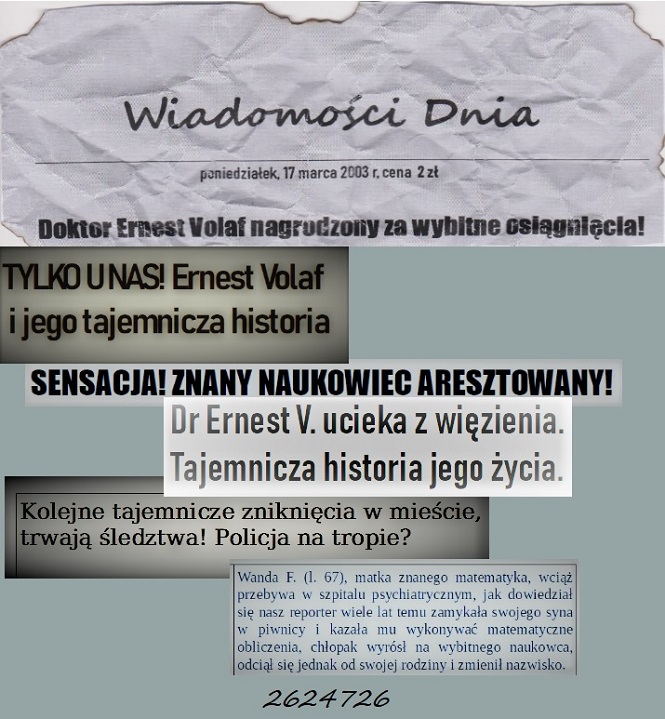 Wiadomości Dnia
poniedziałek, 17 marca 2003 r, cena 2 zł
Doktor Ernest Volaf nagrodzony za wybitne osiągnięcia!
TYLKO U NAS! Ernest Volaf
i jego tajemnicza historia
SENSACJA! ZNANY NAUKOWIEC ARESZTOWANY!
Dr Ernest V. ucieka z więzienia.
Tajemnicza historia jego życia.
Kolejne tajemnicze zniknięcia w mieście,
trwają śledztwa! Policja na tropie?
Wanda F. (l. 67), matka znanego matematyka, wciąż
przebywa w szpitalu psychiatrycznym, jak dowiedział
się nasz reporter wiele lat temu zamykała swojego syna
w piwnicy i kazała mu wykonywać matematyczne
obliczenia, chłopak wyrósł na wybitnego naukowca,
odciął się jednak od swojej rodziny i zmienił nazwisko.
2624726